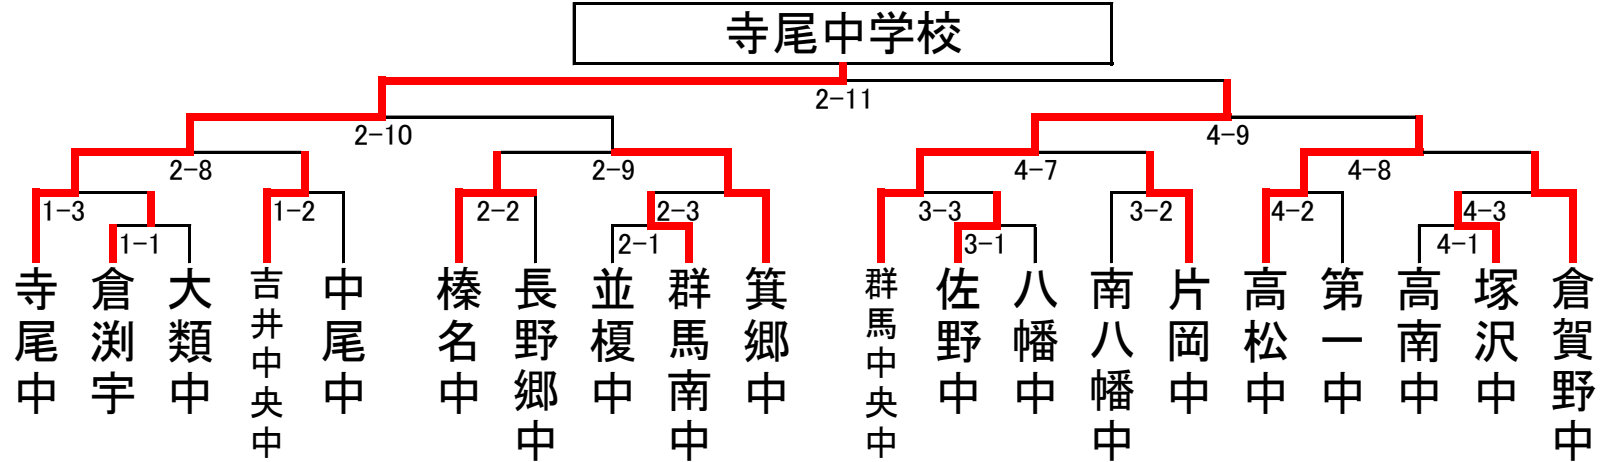 寺尾中学校
2-11
2-10
4-9
2-8
2-9
4-7
4-8
1-3
1-2
2-2
2-3
3-3
3-2
4-2
4-3
1-1
2-1
3-1
4-1
寺尾中
倉渕宇
大類中
吉井中央中
中尾中
榛名中
長野郷中
並榎中
群馬南中
箕郷中
群馬中央中
佐野中
八幡中
南八幡中
片岡中
高松中
第一中
高南中
塚沢中
倉賀野中